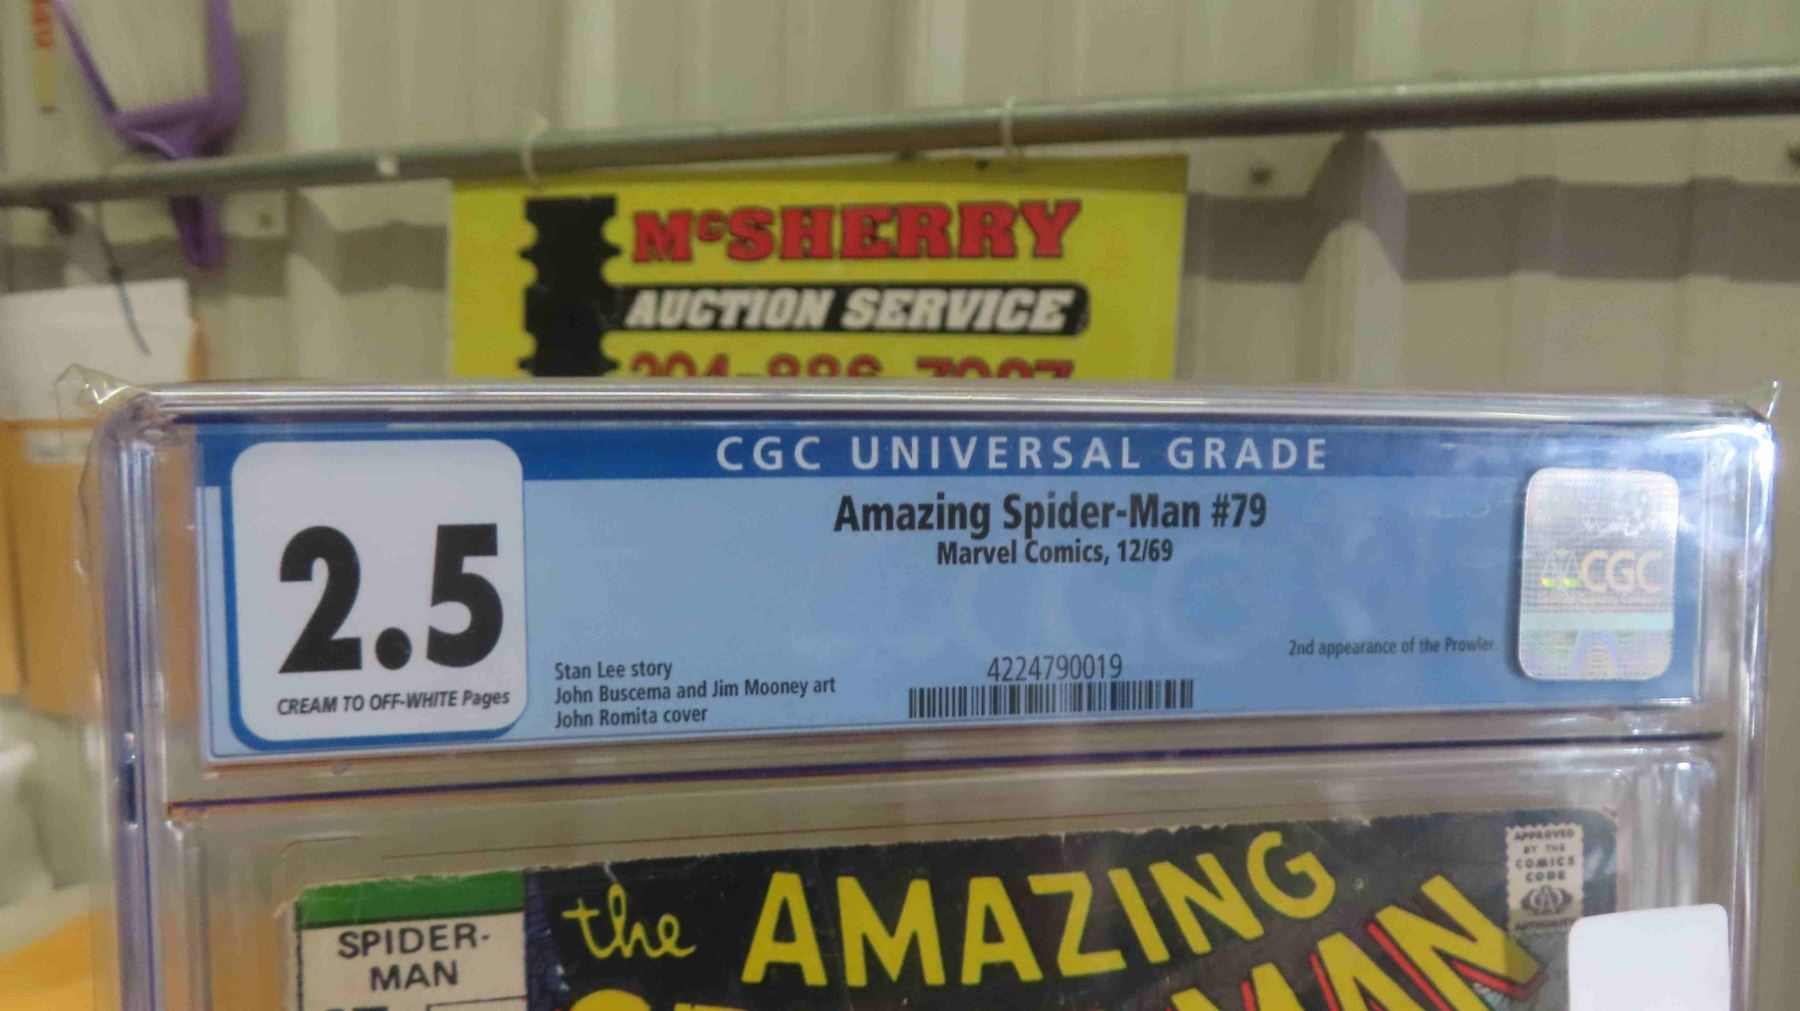 McSHERRY
AUCTION SERVICE
CGC UNIVERSAL GRADE
2.5
CREAM TO OFF-WHITE Pages
Amazing Spider-Man #79
Marvel Comics, 12/69
Stan Lee story
John Buscema and Jim Mooney art
John Romita cover
4224790019
2nd appearance of the Prowler.
CGC
SPIDER-
MAN
the AMAZING
MAN
APPROVED
BY THE
COMICS
CODE
AUTHORITY